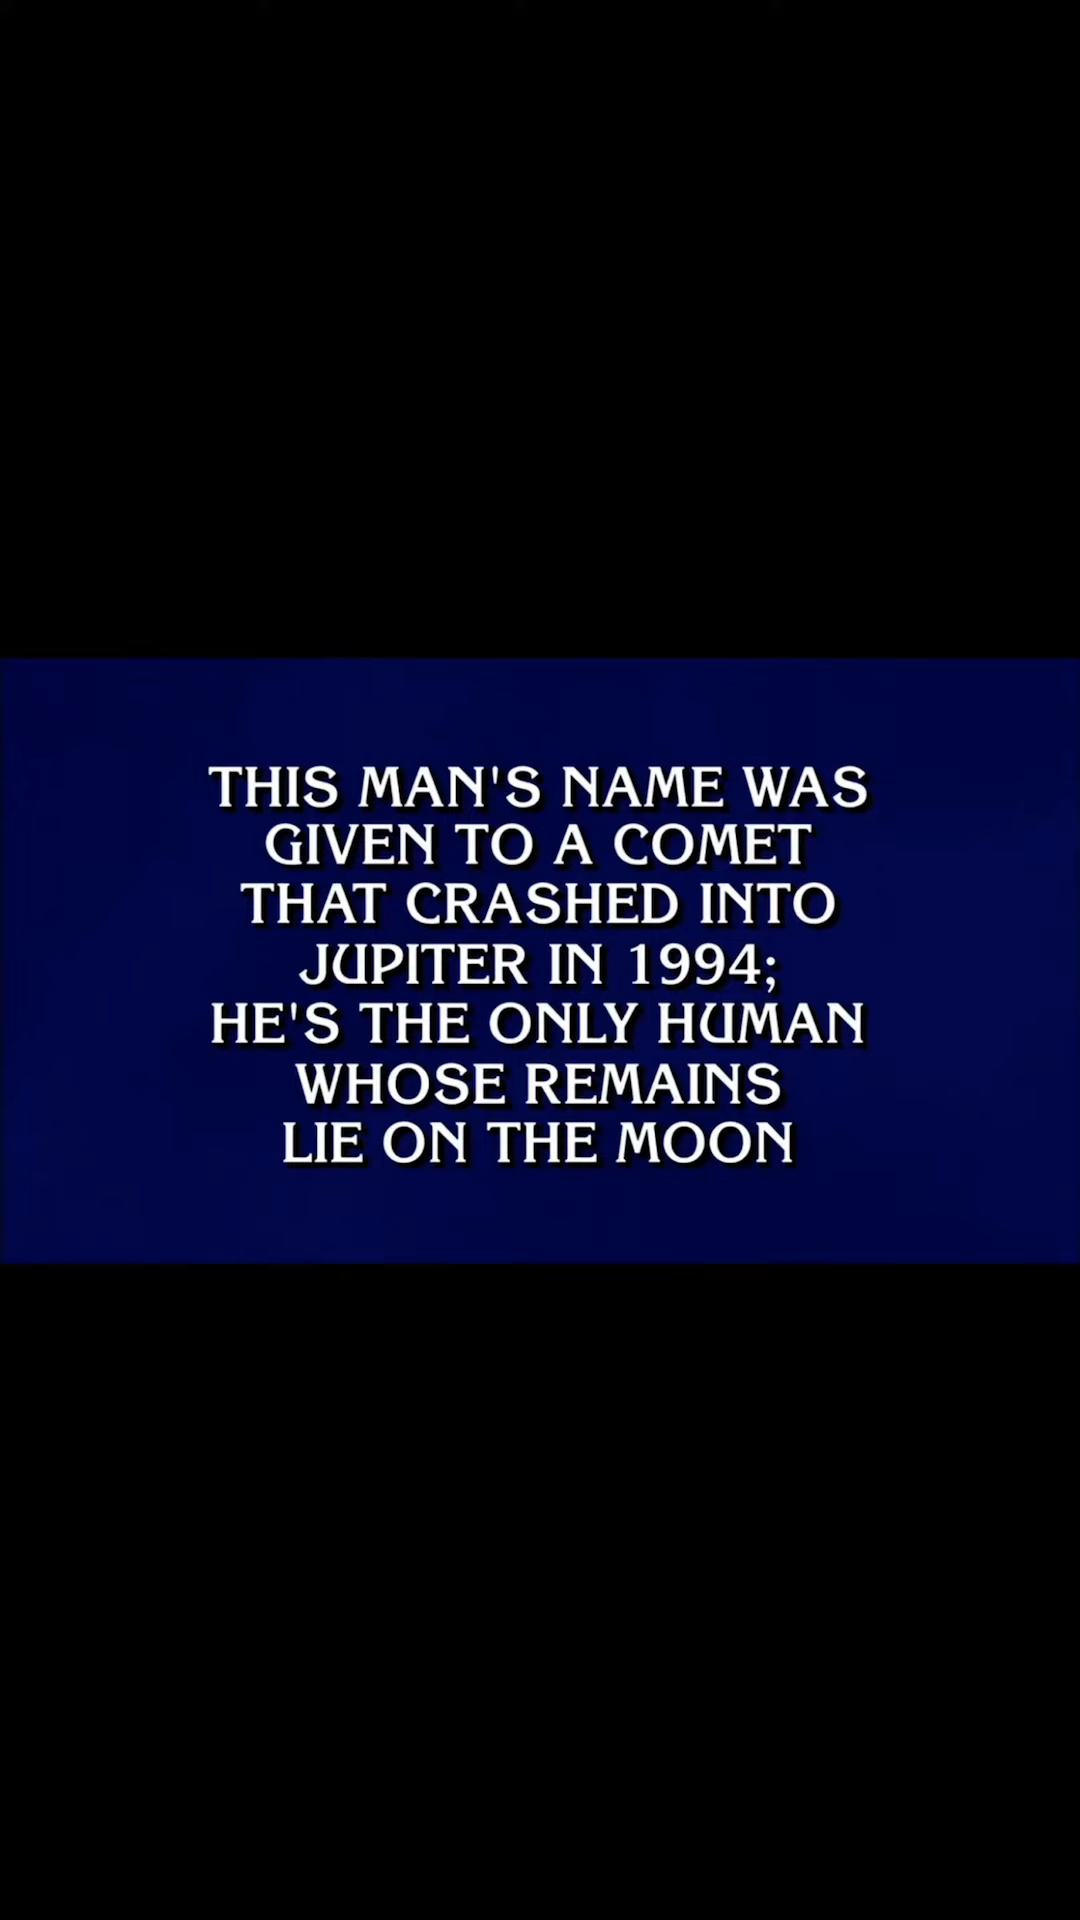 THIS MAN'S NAME WAS
GIVEN TO A COMET
THAT CRASHED INTO
JUPITER IN 1994;
HE'S THE ONLY HUMAN
WHOSE REMAINS
LIE ON THE MOON